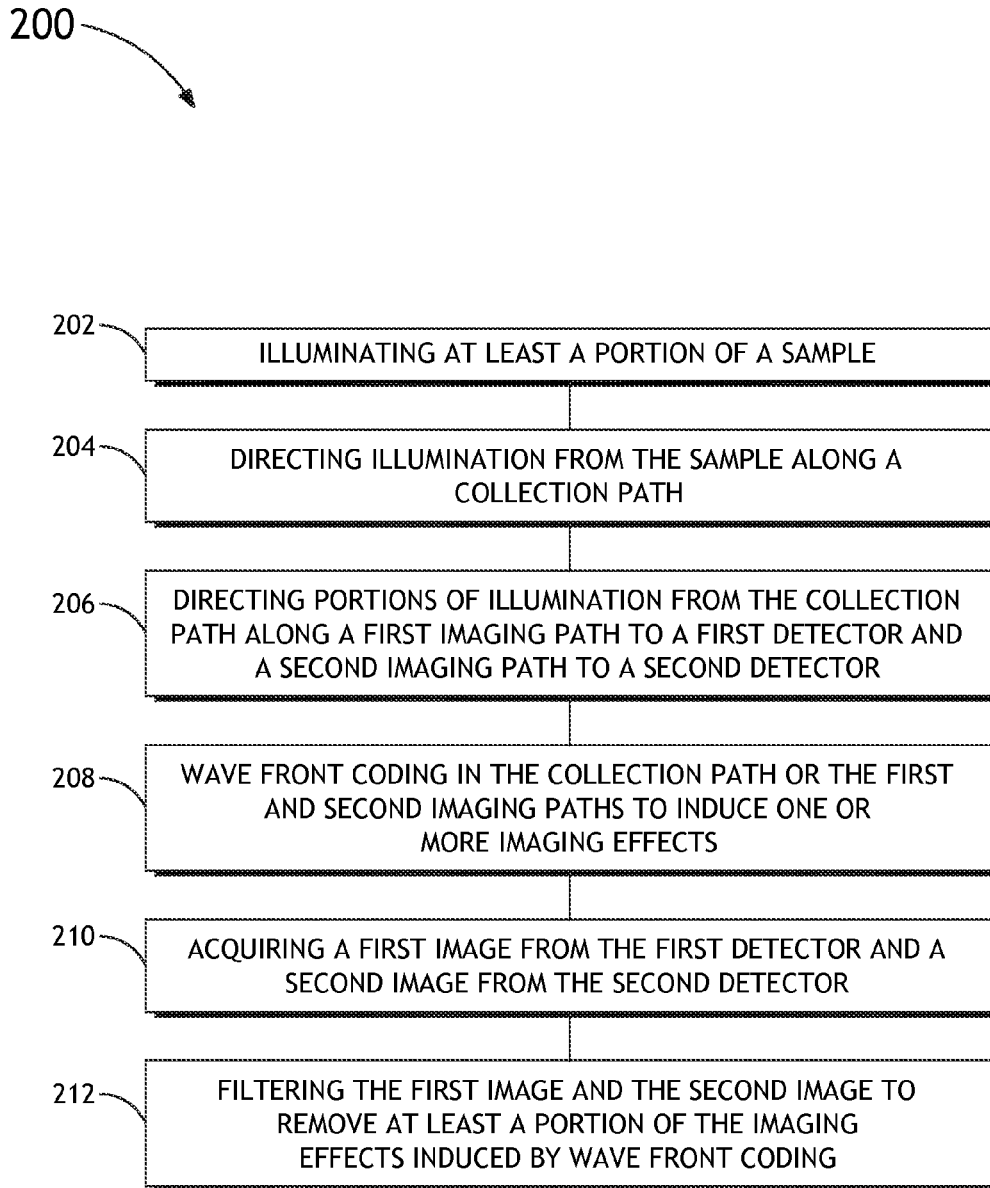 200
202
ILLUMINATING AT LEAST A PORTION OF A SAMPLE
204
DIRECTING ILLUMINATION FROM THE SAMPLE ALONG A
COLLECTION PATH
206
DIRECTING PORTIONS OF ILLUMINATION FROM THE COLLECTION
PATH ALONG A FIRST IMAGING PATH TO A FIRST DETECTOR AND
A SECOND IMAGING PATH TO A SECOND DETECTOR
208
WAVE FRONT CODING IN THE COLLECTION PATH OR THE FIRST
AND SECOND IMAGING PATHS TO INDUCE ONE OR
MORE IMAGING EFFECTS
210
ACQUIRING A FIRST IMAGE FROM THE FIRST DETECTOR AND A
SECOND IMAGE FROM THE SECOND DETECTOR
212
FILTERING THE FIRST IMAGE AND THE SECOND IMAGE TO
REMOVE AT LEAST A PORTION OF THE IMAGING
EFFECTS INDUCED BY WAVE FRONT CODING